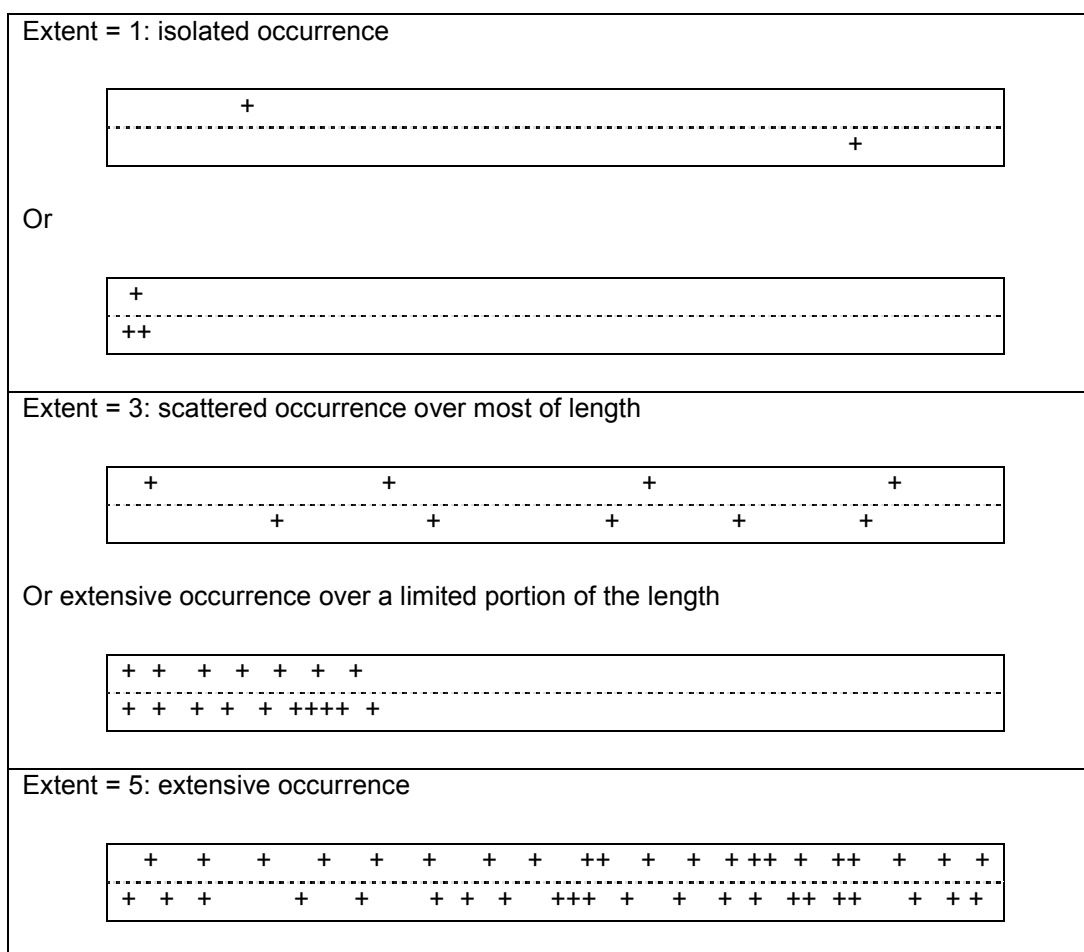 Extent = 1: isolated occurrence
+
+
Or
+
++
Extent = 3: scattered occurrence over most of length
+ + + +
+ + + + +
Or extensive occurrence over a limited portion of the length
+ + + + + + +
+ + + + + ++++ +
Extent = 5: extensive occurrence
+ + + + + + + + ++ + + + ++ + ++ + + +
+ + + + + + + + +++ + + + + ++ ++ + + +